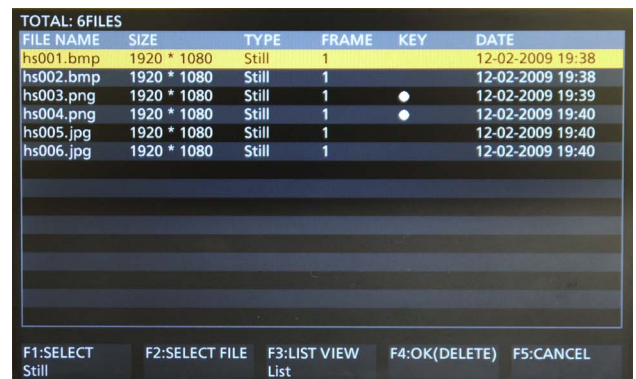 TOTAL: 6FILES
FILE NAME SIZE TYPE FRAME KEY DATE
hs001.bmp 1920 * 1080 Still 1 12-02-2009 19:38
hs002.bmp 1920 * 1080 Still 1 12-02-2009 19:38
hs003.png 1920 * 1080 Still 1 ● 12-02-2009 19:39
hs004.png 1920 * 1080 Still 1 ● 12-02-2009 19:40
hs005.jpg 1920 * 1080 Still 1 12-02-2009 19:40
hs006.jpg 1920 * 1080 Still 1 12-02-2009 19:40
F1:SELECT F2:SELECT FILE F3:LIST VIEW F4:OK(DELETE) F5:CANCEL
Still List